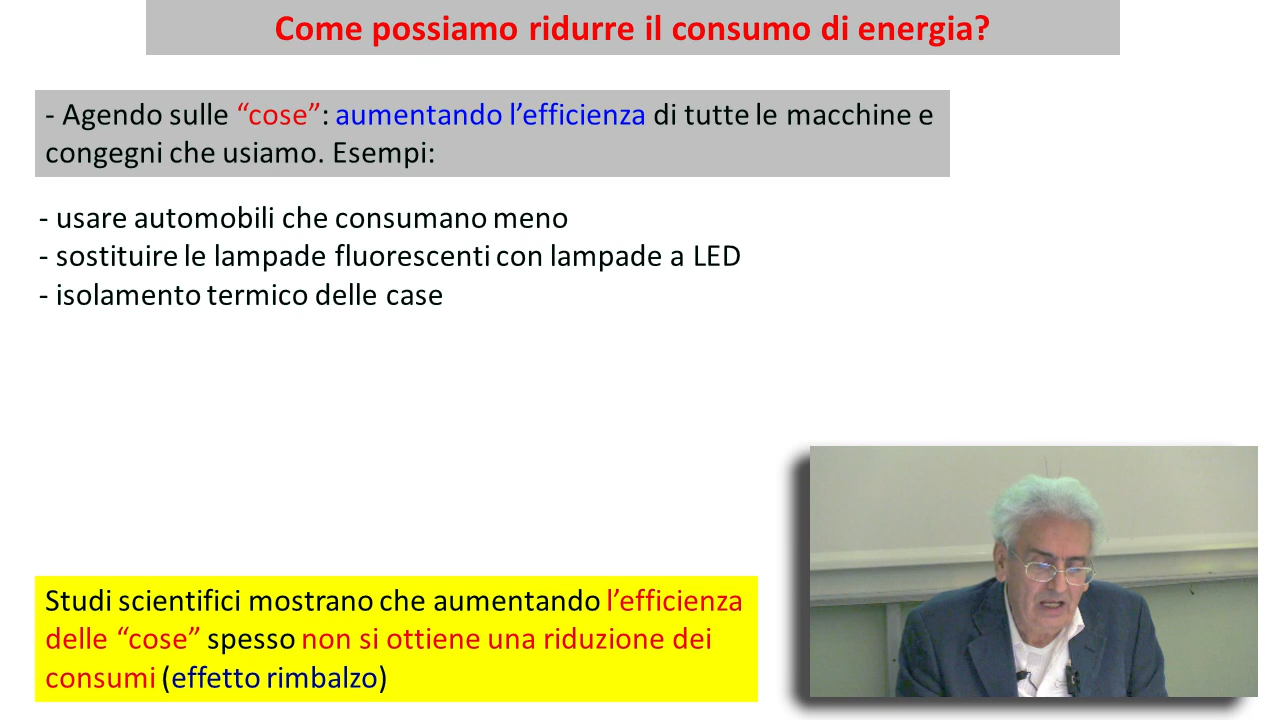 Come possiamo ridurre il consumo di energia?
- Agendo sulle “cose”: aumentando l’efficienza di tutte le macchine e
congegni che usiamo. Esempi:
- usare automobili che consumano meno
- sostituire le lampade fluorescenti con lampade a LED
- isolamento termico delle case
Studi scientifici mostrano che aumentando l’efficienza
delle “cose” spesso non si ottiene una riduzione dei
consumi (effetto rimbalzo)